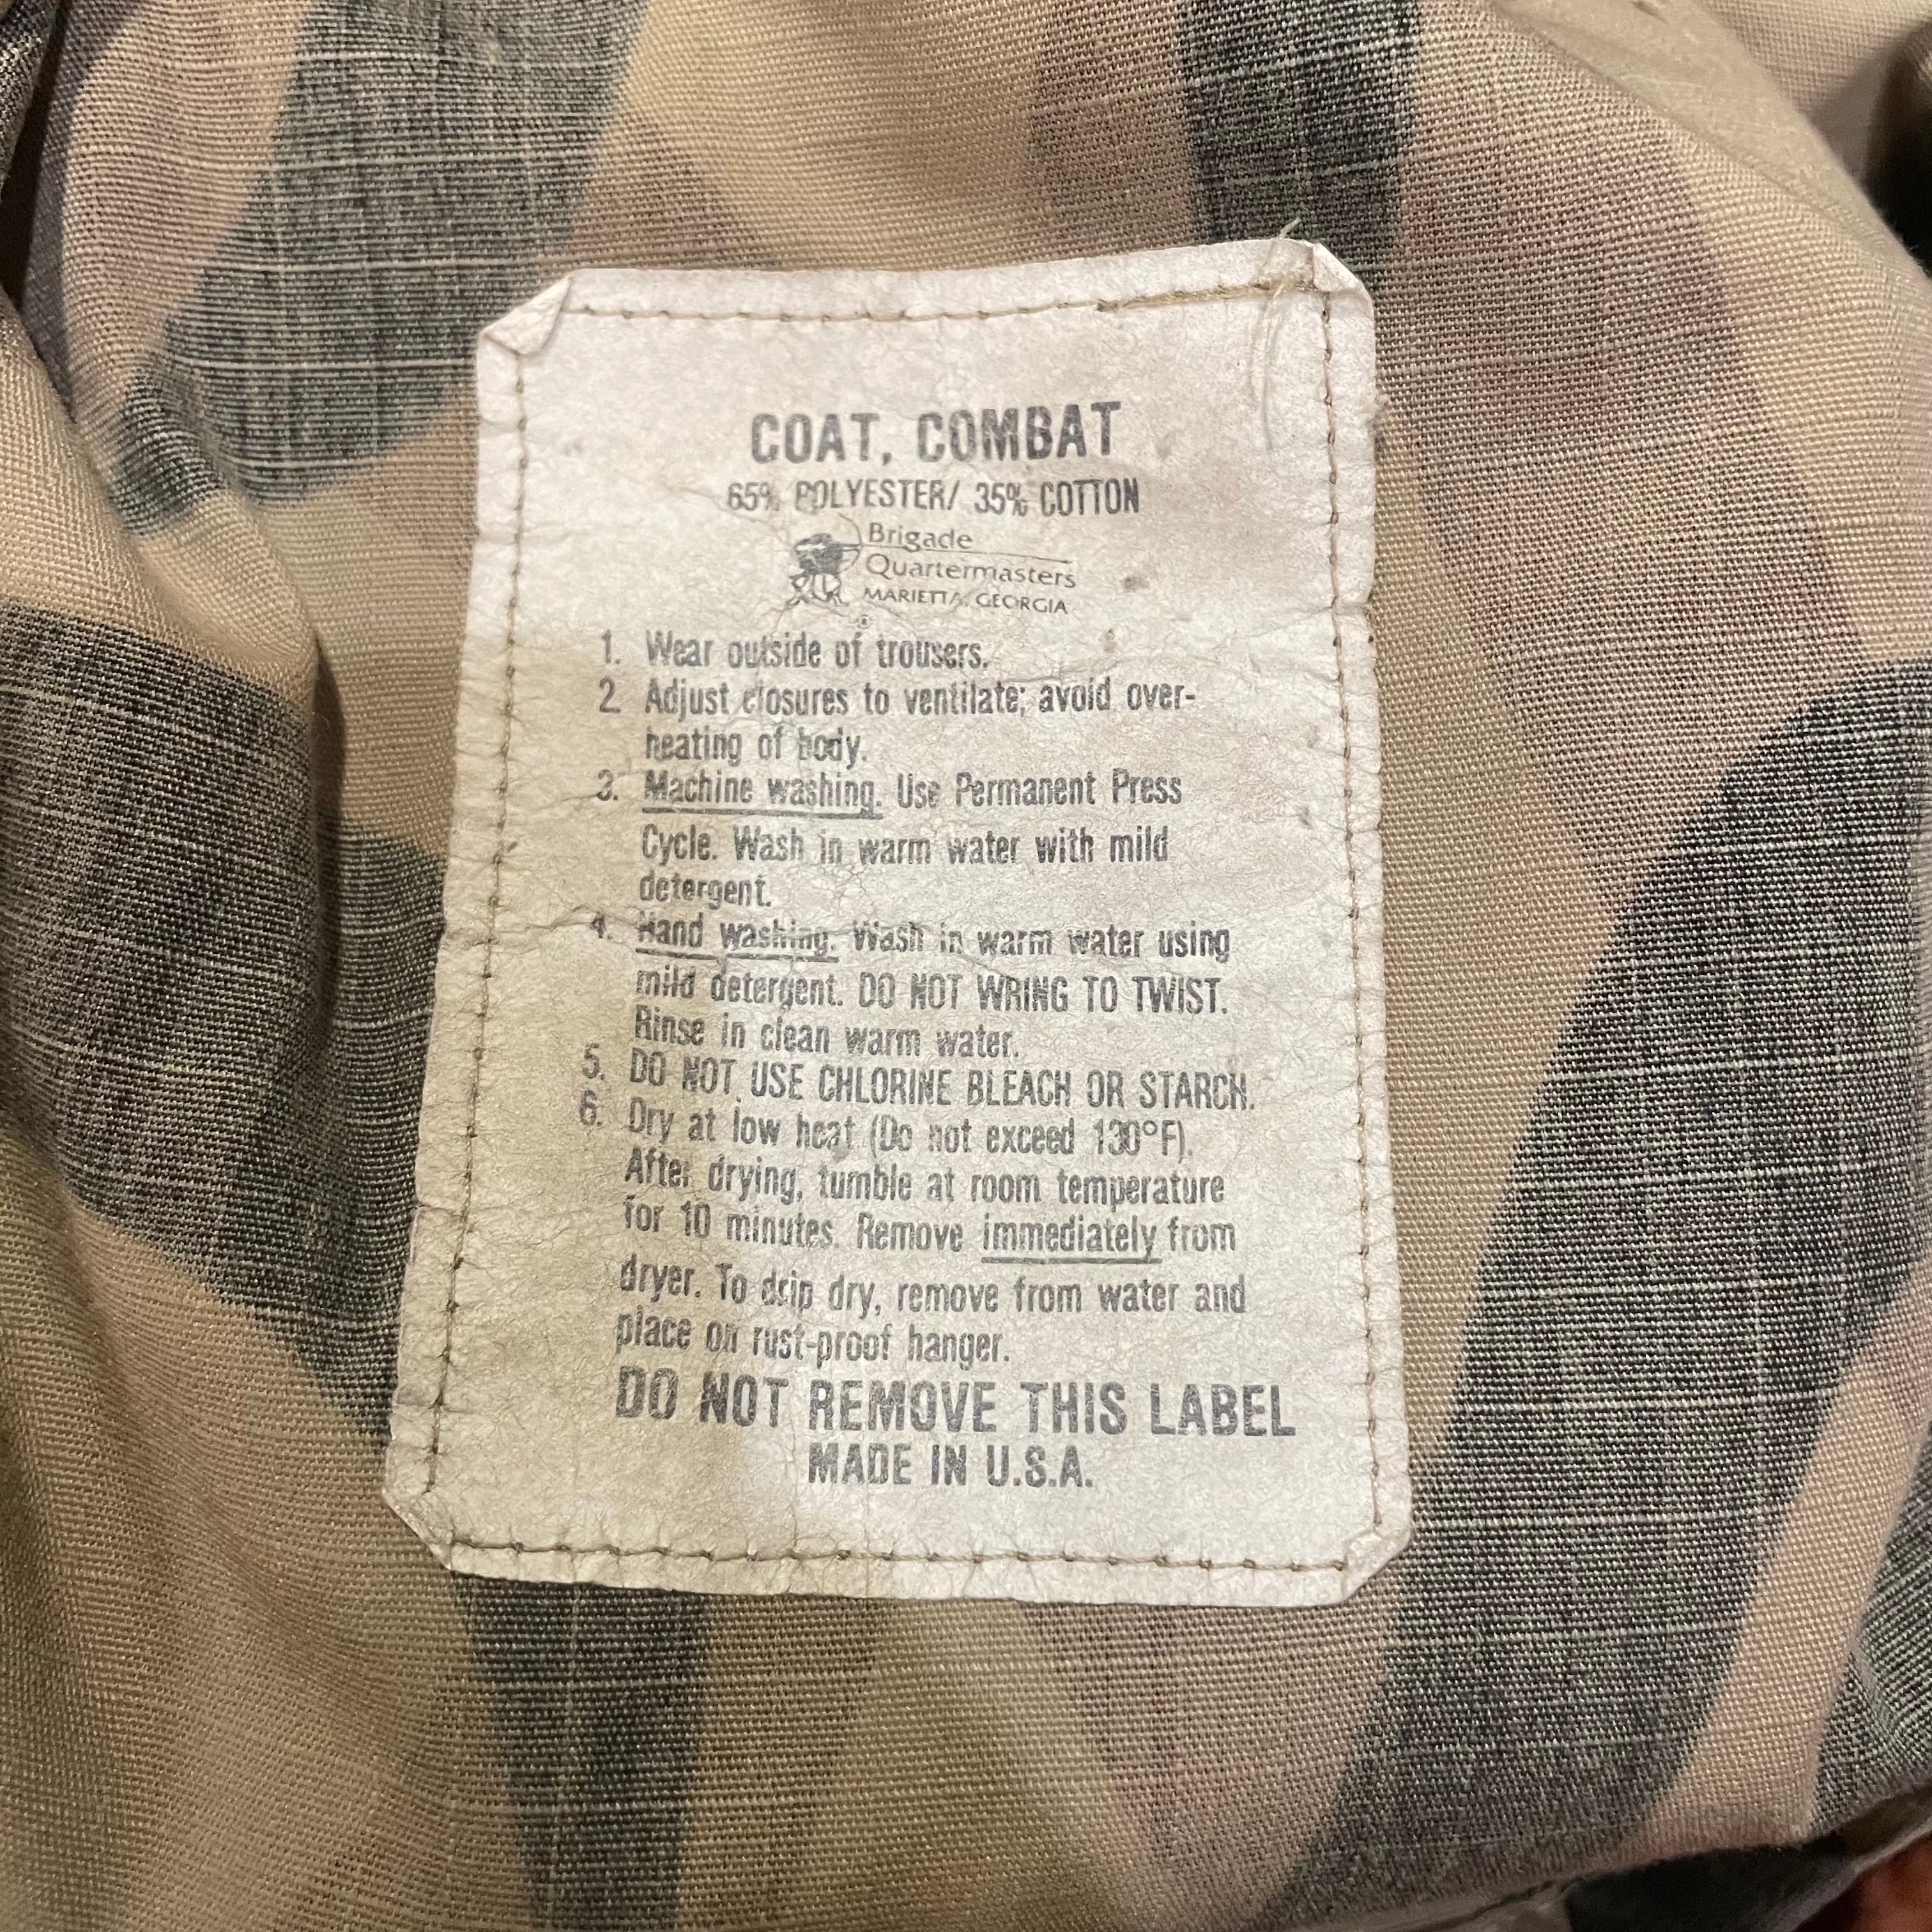 COAT, COMBAT
65% POLYESTER/ 35% COTTON
Brigade
Quartermasters
MARIETTA, GEORGIA
®
1. Wear outside of trousers.
2. Adjust closures to ventilate; avoid over-
heating of body.
3. Machine washing. Use Permanent Press
Cycle. Wash in warm water with mild
detergent.
4. Hand washing. Wash in warm water using
mild detergent. DO NOT WRING TO TWIST.
Rinse in clean warm water.
5. DO NOT USE CHLORINE BLEACH OR STARCH.
6. Dry at low heat (Do not exceed 130°F).
After drying, tumble at room temperature
for 10 minutes. Remove immediately from
dryer. To drip dry, remove from water and
place on rust-proof hanger.
DO NOT REMOVE THIS LABEL
MADE IN U.S.A.